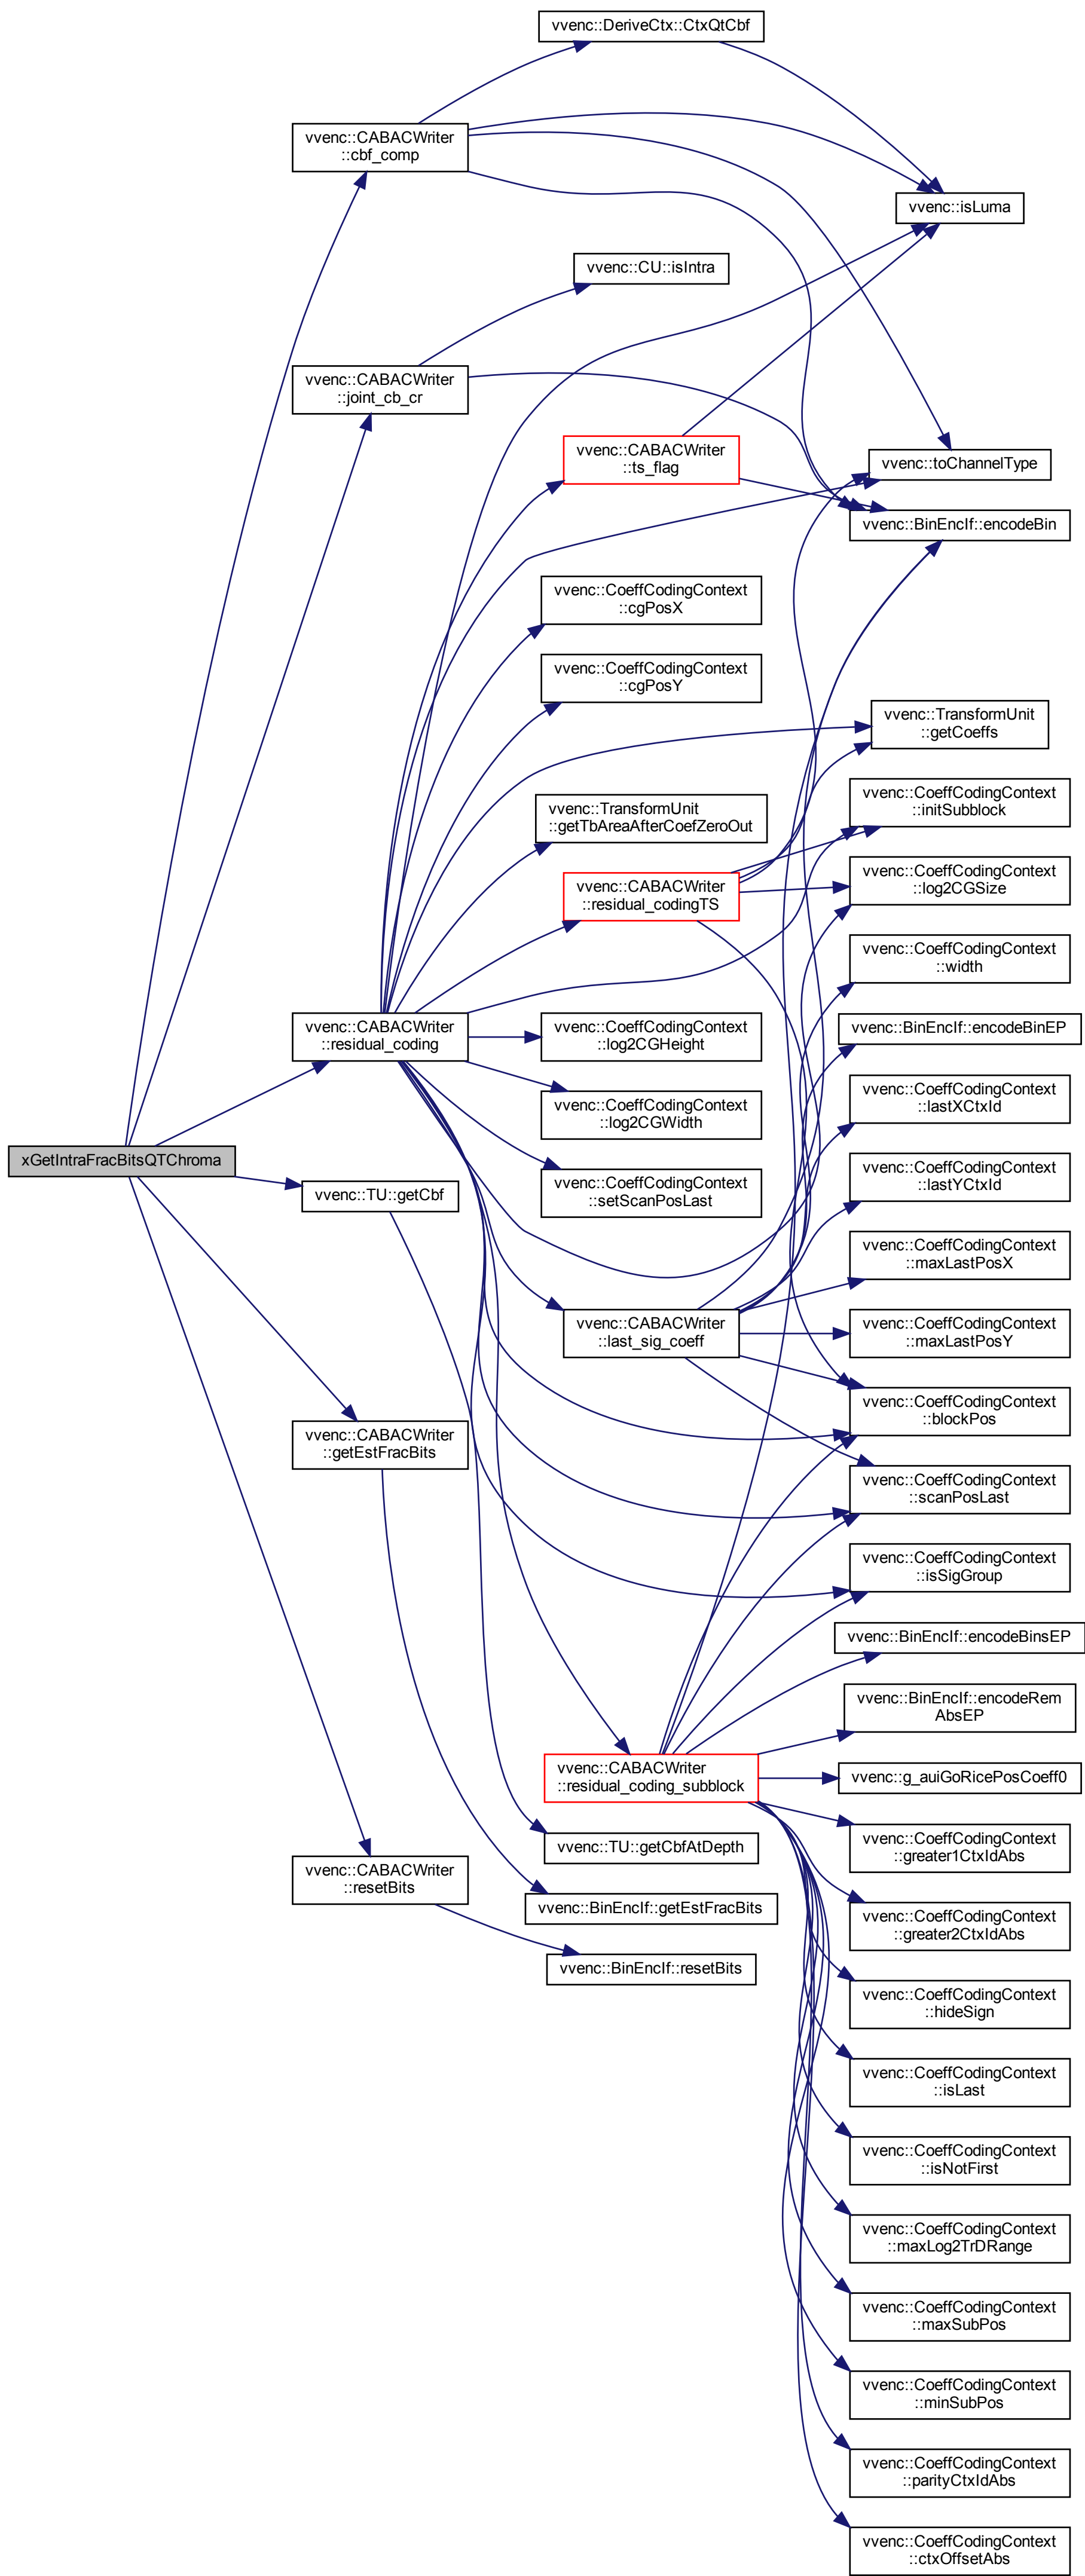 vvenc::DeriveCtx::CtxQtCbf
vvenc::CABACWriter
::cbf_comp
vvenc::isLuma
vvenc::CU::isIntra
vvenc::CABACWriter
::joint_cb_cr
vvenc::CABACWriter
::ts_flag
vvenc::toChannelType
vvenc::BinEncIf::encodeBin
vvenc::CoeffCodingContext
::cgPosX
vvenc::CoeffCodingContext
::cgPosY
vvenc::TransformUnit
::getCoeffs
vvenc::TransformUnit
::getTbAreaAfterCoefZeroOut
vvenc::CoeffCodingContext
::initSubblock
vvenc::CABACWriter
::residual_codingTS
vvenc::CoeffCodingContext
::log2CGSize
vvenc::CoeffCodingContext
::width
vvenc::CABACWriter
::residual_coding
vvenc::CoeffCodingContext
::log2CGHeight
vvenc::BinEncIf::encodeBinEP
vvenc::CoeffCodingContext
::log2CGWidth
vvenc::CoeffCodingContext
::lastXCtxId
xGetIntraFracBitsQTChroma
vvenc::TU::getCbf
vvenc::CoeffCodingContext
::setScanPosLast
vvenc::CoeffCodingContext
::lastYCtxId
vvenc::CoeffCodingContext
::maxLastPosX
vvenc::CABACWriter
::last_sig_coeff
vvenc::CoeffCodingContext
::maxLastPosY
vvenc::CoeffCodingContext
::blockPos
vvenc::CABACWriter
::getEstFracBits
vvenc::CoeffCodingContext
::scanPosLast
vvenc::CoeffCodingContext
::isSigGroup
vvenc::BinEncIf::encodeBinsEP
vvenc::BinEncIf::encodeRem
AbsEP
vvenc::CABACWriter
::residual_coding_subblock
vvenc::g_auiGoRicePosCoeff0
vvenc::TU::getCbfAtDepth
vvenc::CoeffCodingContext
::greater1CtxIdAbs
vvenc::CABACWriter
::resetBits
vvenc::BinEncIf::getEstFracBits
vvenc::CoeffCodingContext
::greater2CtxIdAbs
vvenc::BinEncIf::resetBits
vvenc::CoeffCodingContext
::hideSign
vvenc::CoeffCodingContext
::isLast
vvenc::CoeffCodingContext
::isNotFirst
vvenc::CoeffCodingContext
::maxLog2TrDRange
vvenc::CoeffCodingContext
::maxSubPos
vvenc::CoeffCodingContext
::minSubPos
vvenc::CoeffCodingContext
::parityCtxIdAbs
vvenc::CoeffCodingContext
::ctxOffsetAbs